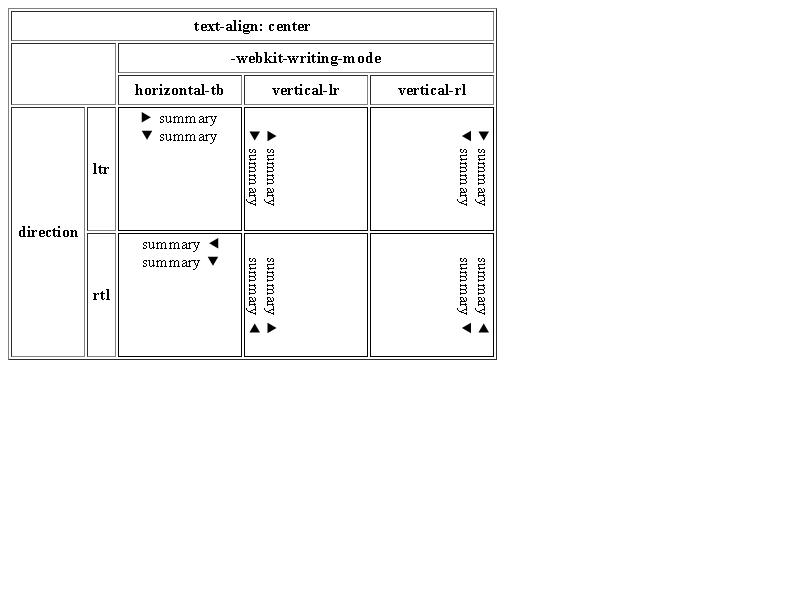 text-align: center
-webkit-writing-mode
horizontal-tb vertical-lr vertical-rl
direction
ltr
▶ summary
▼ summary
▼ summary
▶ summary
▼ summary
◀ summary
rtl
summary ◀
summary ▼
summary ▲
summary ▶
summary ▲
summary ◀